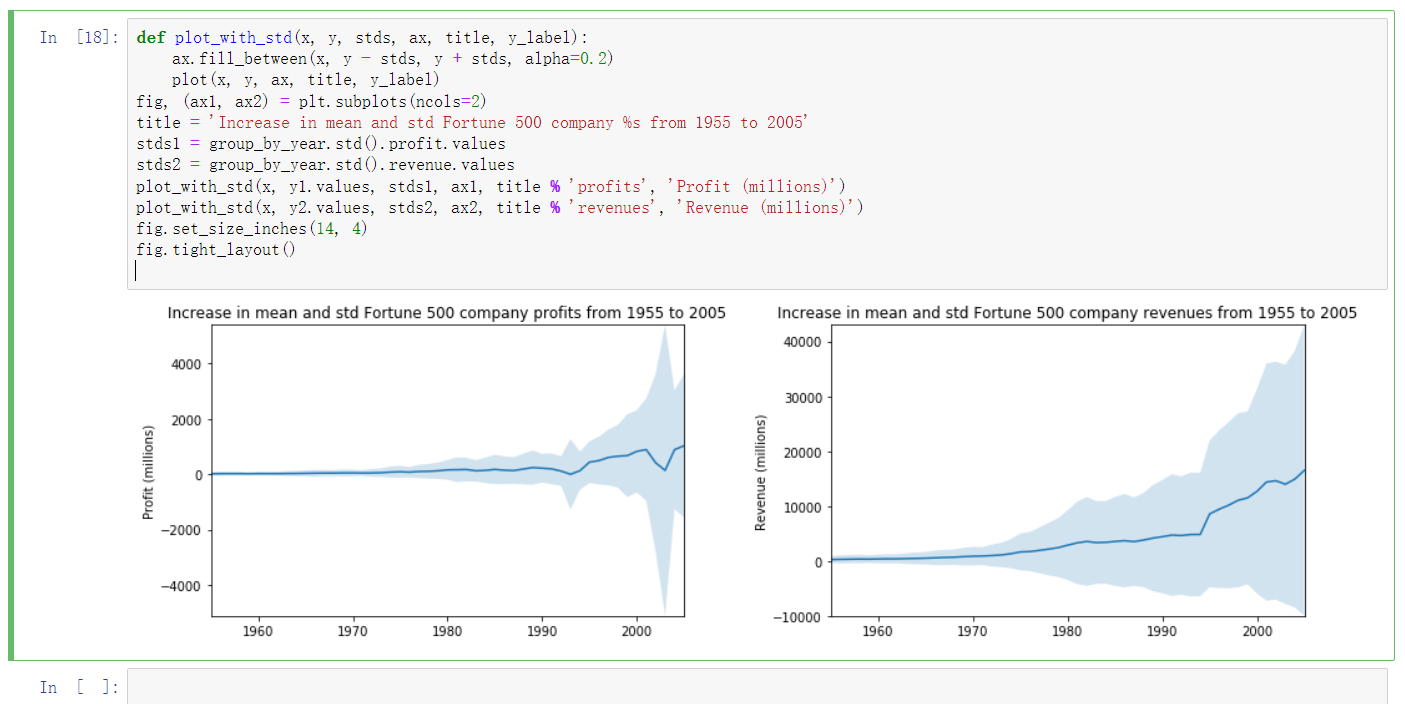 In [18]:
def plot_with_std(x, y, stds, ax, title, y_label):
    ax.fill_between(x, y - stds, y + stds, alpha=0.2)
    plot(x, y, ax, title, y_label)
fig, (ax1, ax2) = plt.subplots(ncols=2)
title = 'Increase in mean and std Fortune 500 company %s from 1955 to 2005'
stds1 = group_by_year.std().profit.values
stds2 = group_by_year.std().revenue.values
plot_with_std(x, y1.values, stds1, ax1, title % 'profits', 'Profit (millions)')
plot_with_std(x, y2.values, stds2, ax2, title % 'revenues', 'Revenue (millions)')
fig.set_size_inches(14, 4)
fig.tight_layout()
Increase in mean and std Fortune 500 company profits from 1955 to 2005
Profit (millions)
4000
2000
0
−2000
−4000
1960 1970 1980 1990 2000
Increase in mean and std Fortune 500 company revenues from 1955 to 2005
Revenue (millions)
40000
30000
20000
10000
0
−10000
1960 1970 1980 1990 2000
In [ ]: